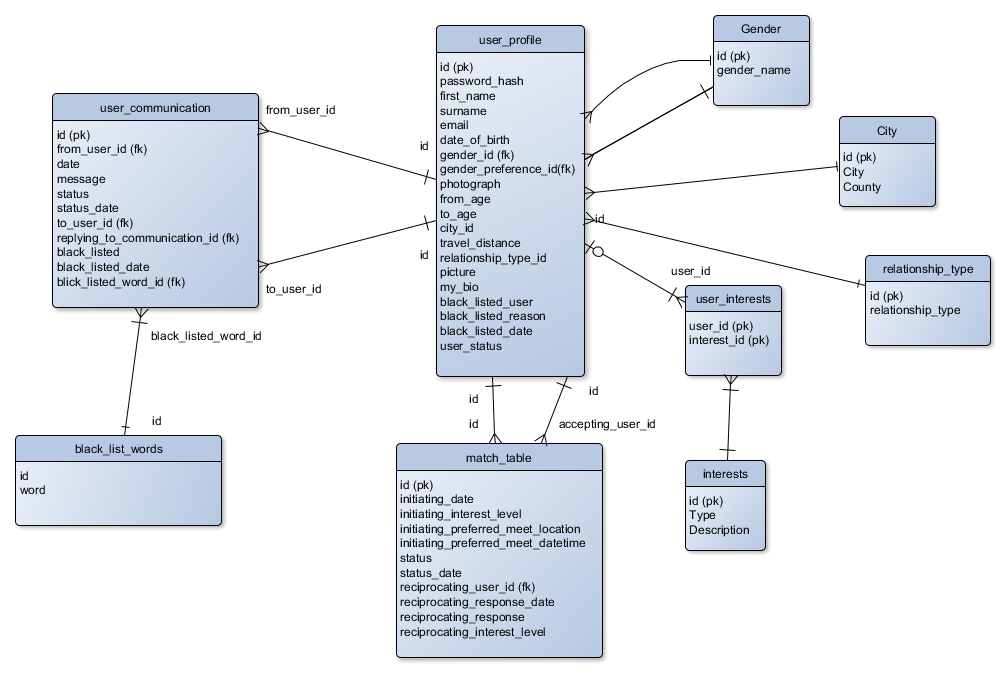 user_communication
id (pk)
from_user_id (fk)
date
message
status
status_date
to_user_id (fk)
replying_to_communication_id (fk)
black_listed
black_listed_date
blick_listed_word_id (fk)
from_user_id
id
id
to_user_id
user_profile
id (pk)
password_hash
first_name
surname
email
date_of_birth
gender_id (fk)
gender_preference_id(fk)
photograph
from_age
to_age
city_id
travel_distance
relationship_type_id
picture
my_bio
black_listed_user
black_listed_reason
black_listed_date
user_status
Gender
id (pk)
gender_name
City
id (pk)
City
County
id
relationship_type
id (pk)
relationship_type
user_id
user_interests
user_id (pk)
interest_id (pk)
black_listed_word_id
id
black_list_words
id
word
id
id
id
accepting_user_id
match_table
id (pk)
initiating_date
initiating_interest_level
initiating_preferred_meet_location
initiating_preferred_meet_datetime
status
status_date
reciprocating_user_id (fk)
reciprocating_response_date
reciprocating_response
reciprocating_interest_level
interests
id (pk)
Type
Description